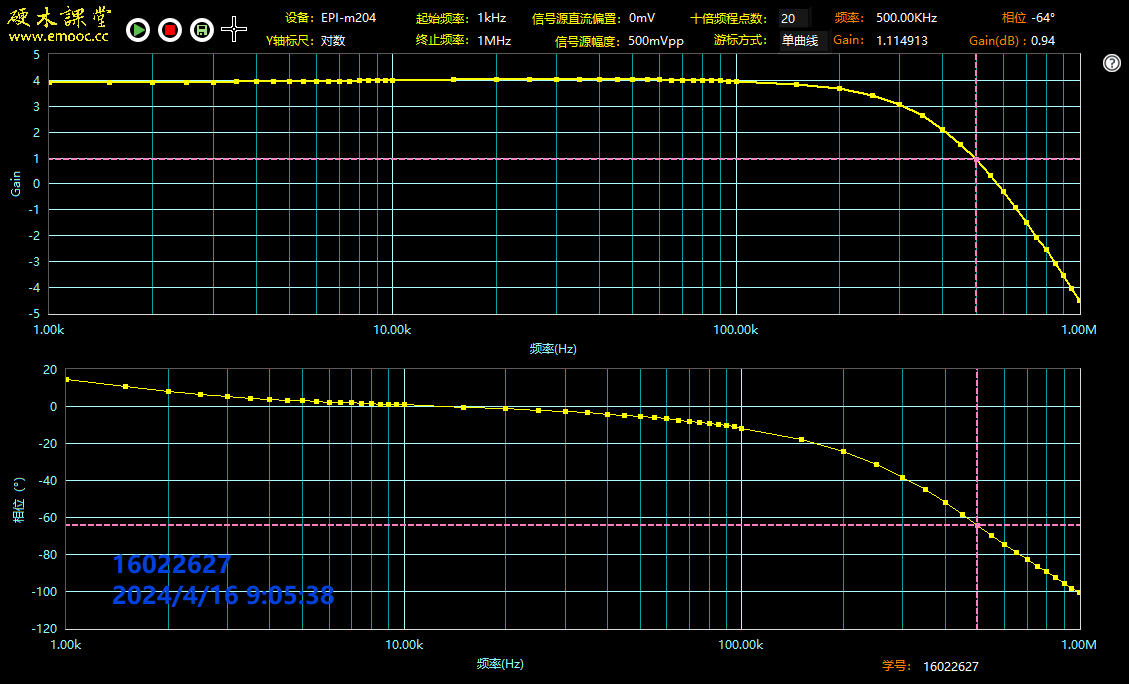 硬木課堂
www.emooc.cc
设备: EPI-m204 起始频率: 1kHz 信号源直流偏置: 0mV 十倍频程点数: 20 频率: 500.00KHz 相位 -64°
Y轴标尺: 对数 终止频率: 1MHz 信号源幅度: 500mVpp 游标方式: 单曲线 Gain: 1.114913 Gain(dB) : 0.94
5
4
3
2
1
0
-1
-2
-3
-4
-5
Gain
1.00k 10.00k 100.00k 1.00M
频率(Hz)
20
0
-20
-40
-60
-80
-100
-120
相位 (°)
16022627
2024/4/16 9:05:38
1.00k 10.00k 100.00k 1.00M
频率(Hz)
学号: 16022627